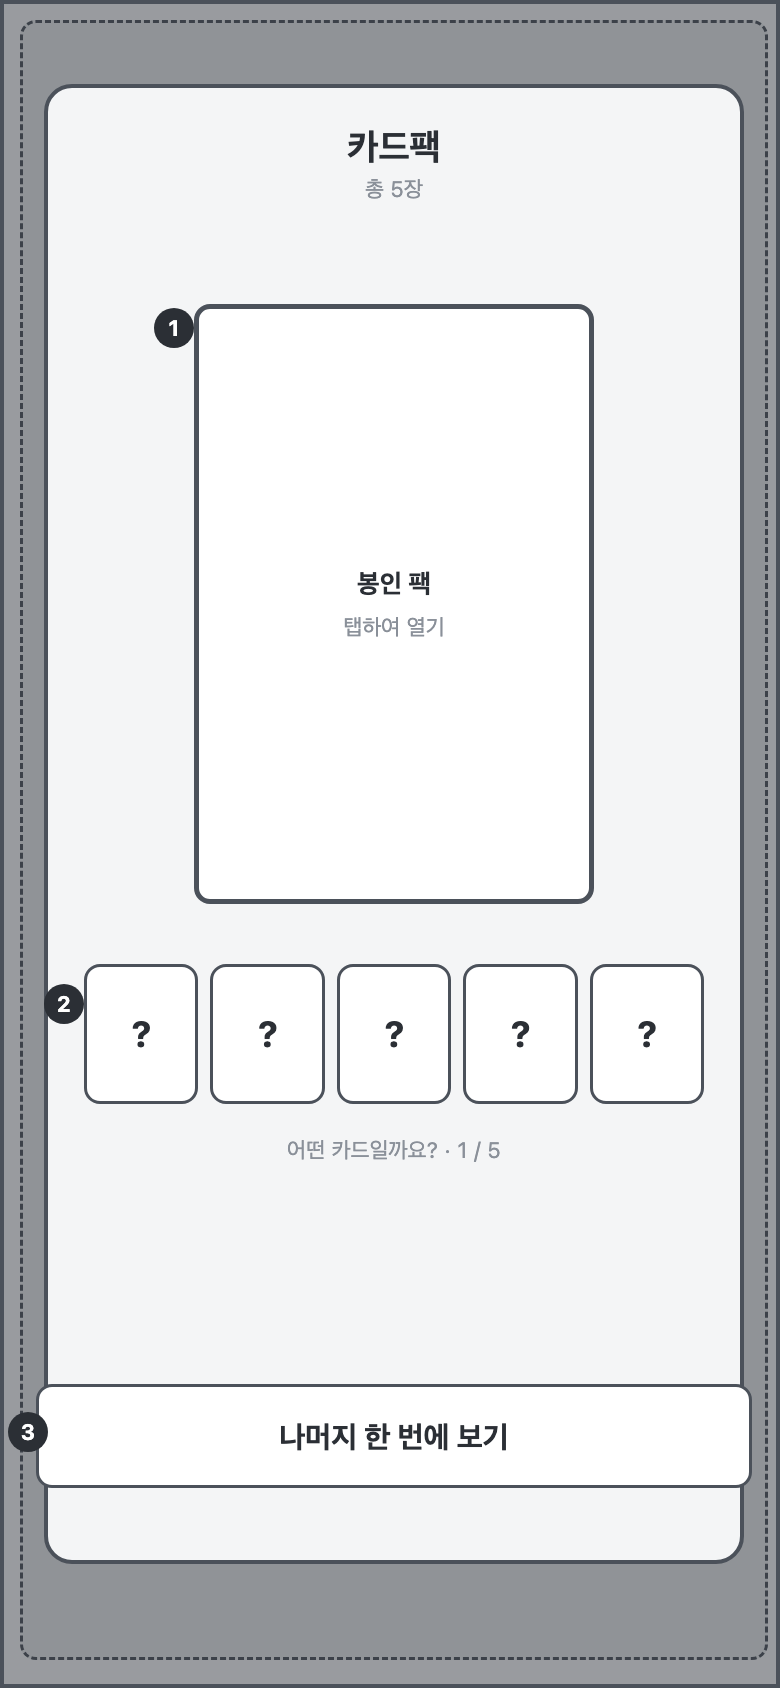 카드팩
총 5장
1
봉인 팩
탭하여 열기
2
? ? ? ? ?
어떤 카드일까요? · 1 / 5
3
나머지 한 번에 보기